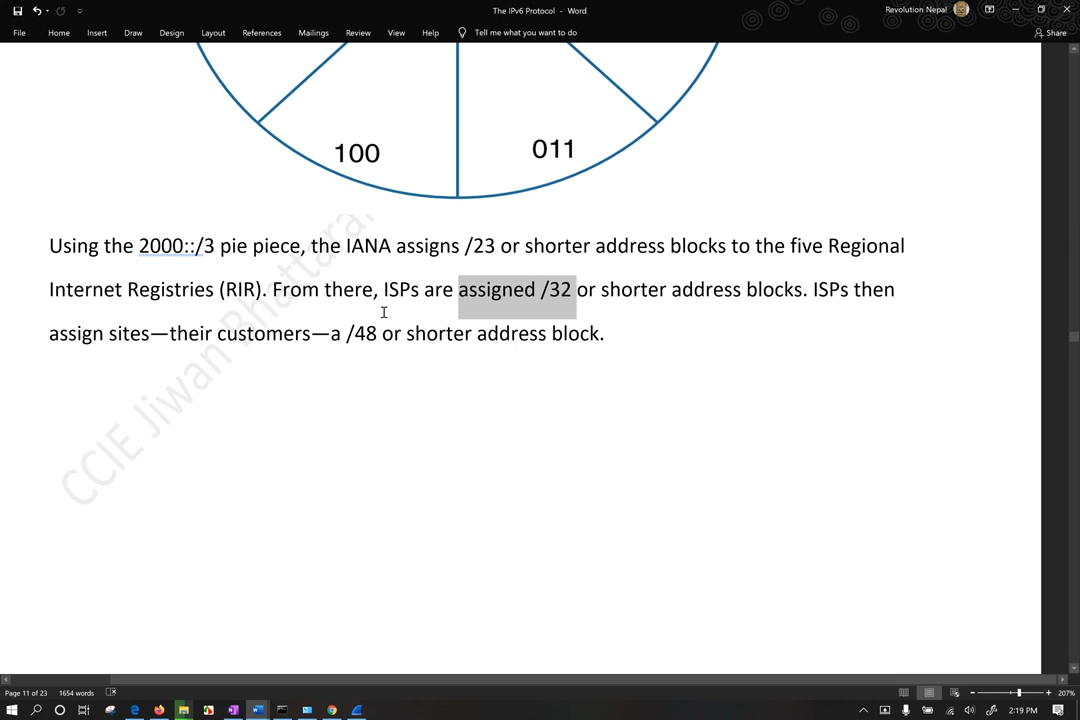 The IPv6 Protocol - Word
Revolution Nepal
File Home Insert Draw Design Layout References Mailings Review View Help Tell me what you want to do
Share
100
011
Using the 2000::/3 pie piece, the IANA assigns /23 or shorter address blocks to the five Regional
Internet Registries (RIR). From there, ISPs are assigned /32 or shorter address blocks. ISPs then
assign sites—their customers—a /48 or shorter address block.
CCIE Jiwan Bhattarai
Page 11 of 23 1654 words
207%
2:19 PM